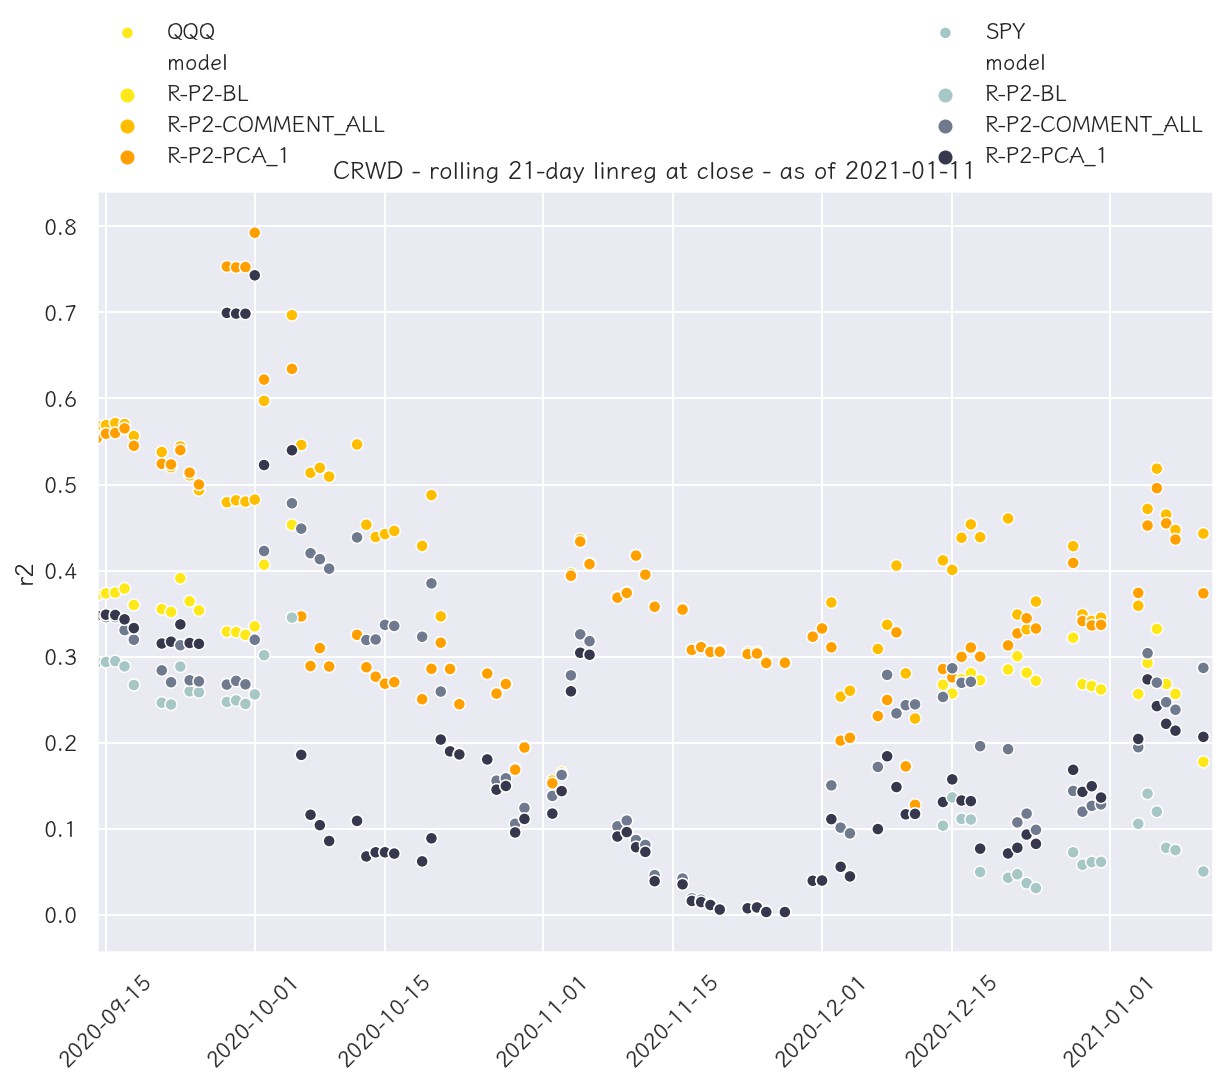 QQQ
model
R-P2-BL
R-P2-COMMENT_ALL
R-P2-PCA_1
SPY
model
R-P2-BL
R-P2-COMMENT_ALL
R-P2-PCA_1
CRWD - rolling 21-day linreg at close - as of 2021-01-11
r2
0.8
0.7
0.6
0.5
0.4
0.3
0.2
0.1
0.0
2020-09-15
2020-10-01
2020-10-15
2020-11-01
2020-11-15
2020-12-01
2020-12-15
2021-01-01